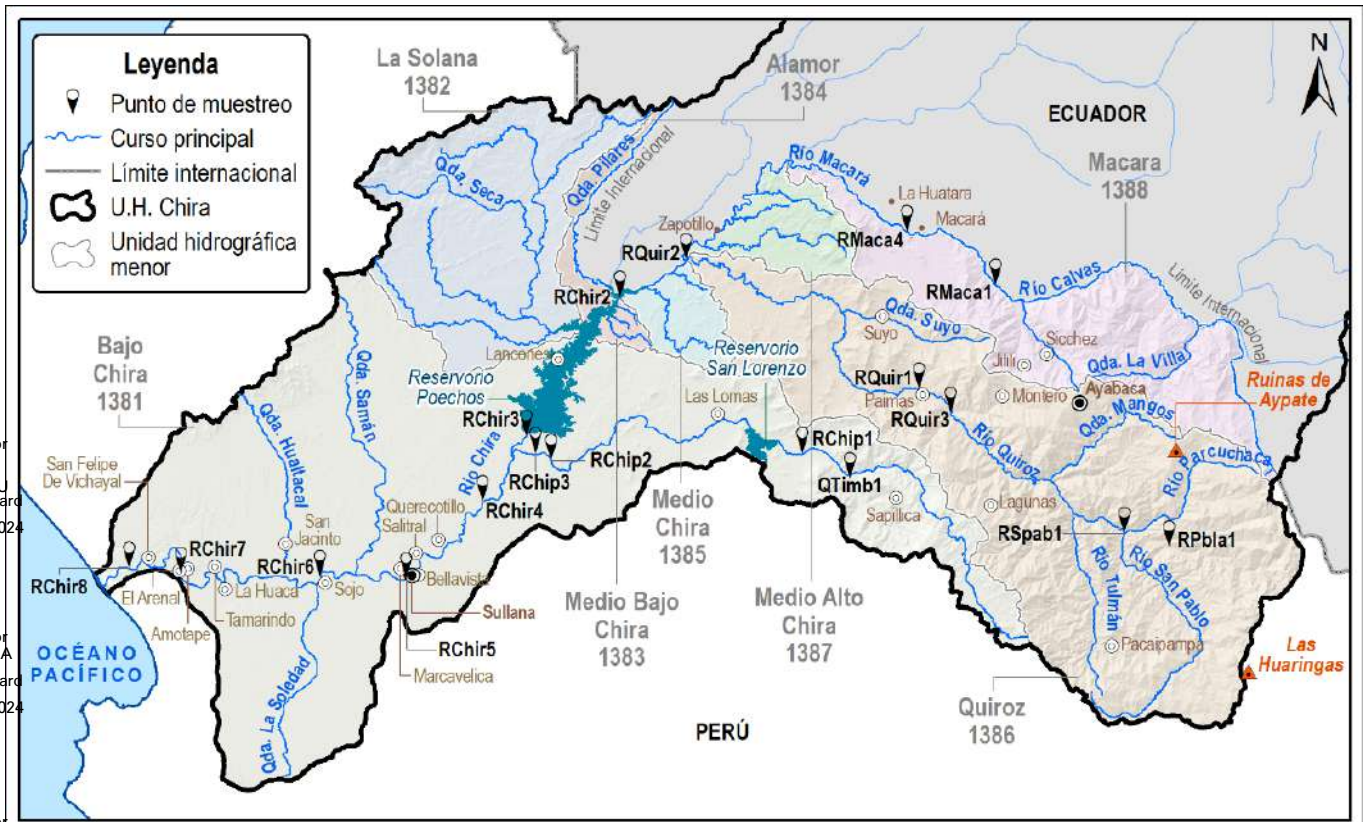 Leyenda
Punto de muestreo
Curso principal
Límite internacional
U.H. Chira
Unidad hidrográfica
menor
La Solana
1382
Alamor
1384
N
ECUADOR
Macara
1388
Qda. Seca
Qda. Pilares
Límite Internacional
Río Macará
La Huatara
Macará
Zapotillo
RQuir2
RMaca4
RMaca1
Río Calvas
Límite Internacional
RChir2
Qda. Suyo
Suyo
Sicchez
Jililí
Qda. La Villa
Bajo
Chira
1381
Qda. Samán
Lancones
Reservorio
Poechos
Reservorio
San Lorenzo
RQuir1
Paimas
RQuir3
Montero
Ayabaca
Ruinas de
Aypate
Qda. Mangos
Qda. Hualtacal
RChir3
Las Lomas
RChip1
Río Quiroz
Río Parcuchaca
San Felipe
De Vichayal
Río Chira
RChip2
RChip3
QTimb1
RChir4
Querecotillo
Salitral
Medio
Chira
1385
Sapillica
Lagunas
San
Jacinto
RSpab1
RPbla1
RChir7
RChir6
RChir8
Bellavista
El Arenal
La Huaca
Sojo
Río Tulmán
Río San Pablo
Tamarindo
Sullana
Medio Bajo
Chira
1383
Medio Alto
Chira
1387
Amotape
RChir5
Pacaipampa
Las
Huaringas
OCÉANO
PACÍFICO
Marcavelica
Qda. La Soledad
Quiroz
1386
PERÚ
or
U
ard
024
or
A
ard
024